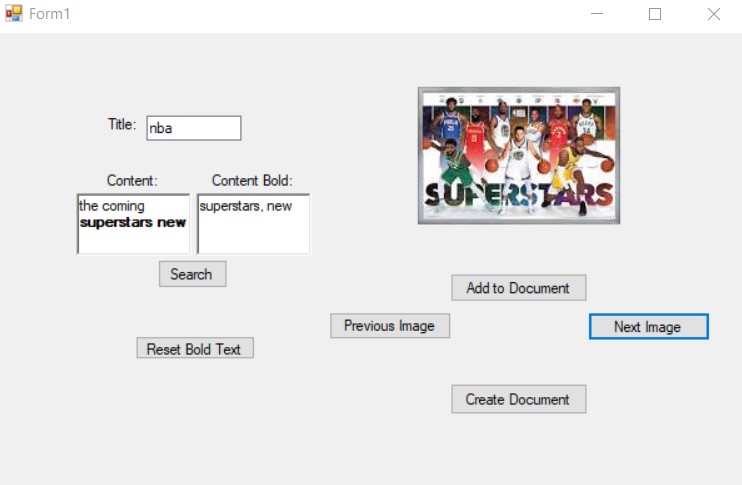 Form1
Title:
nba
Content:
Content Bold:
the coming
superstars new
superstars, new
Search
Reset Bold Text
SUPERSTARS
Add to Document
Previous Image
Next Image
Create Document